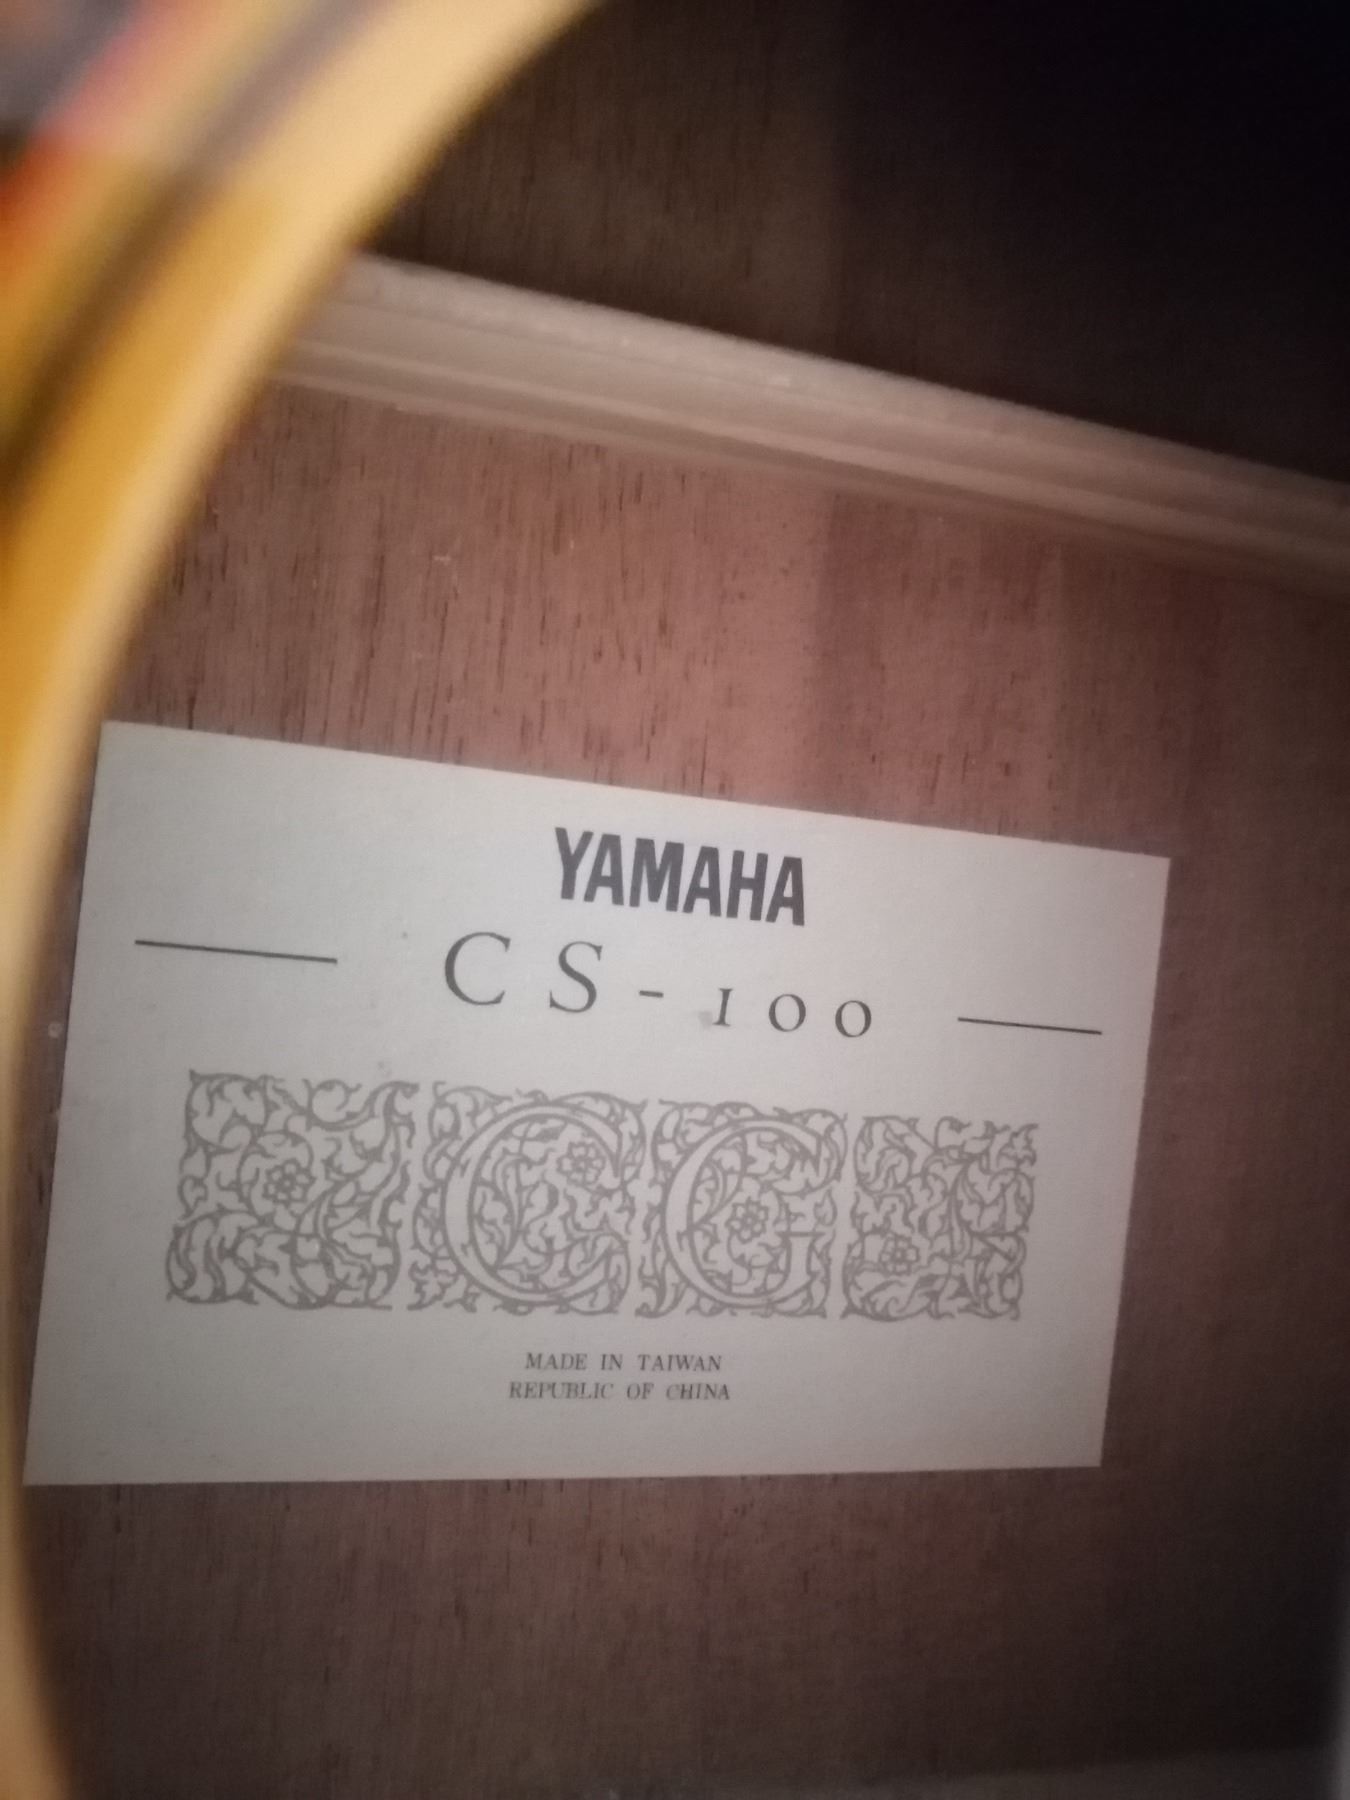 YAMAHA
CS-100
CG
MADE IN TAIWAN
REPUBLIC OF CHINA